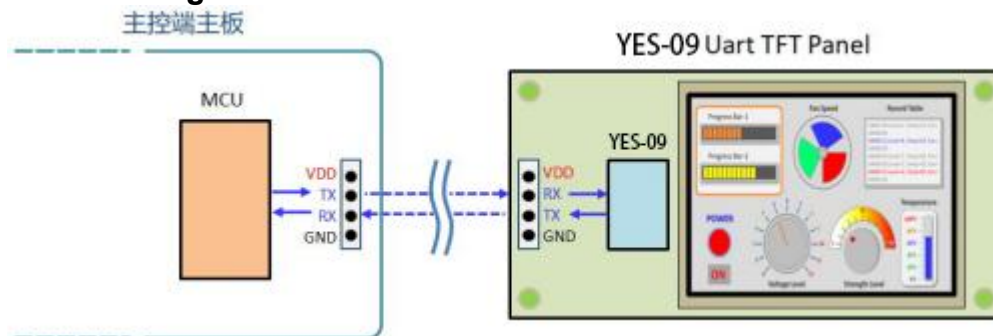 主控端主板
YES-09 Uart TFT Panel
MCU
VDD
TX
RX
GND
YES-09
VDD
RX
TX
GND
Progress Bar 1
Progress Bar 2
Fan Speed
Record Table
POWER
ON
Voltage Level
Strength Level
Temperature